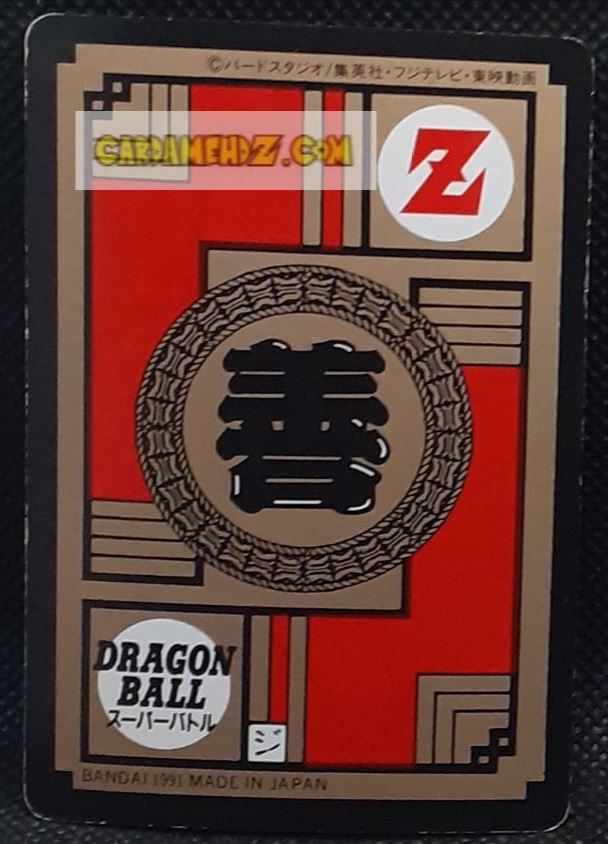 ©バードスタジオ/集英社・フジテレビ・東映動画
CARDAMEHDZ.COM
Z
善
DRAGON
BALL
スーパーバトル
ジ
BANDAI 1991 MADE IN JAPAN